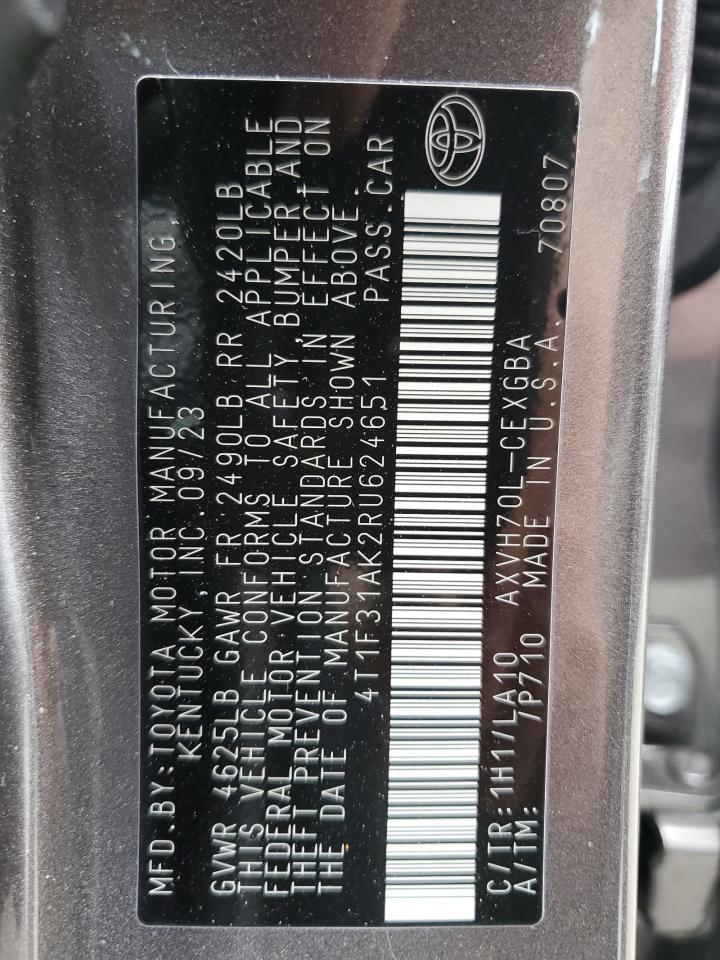 MFD.BY:TOYOTA MOTOR MANUFACTURING
KENTUCKY,INC.09/23
GVWR 4625LB GAWR FR 2490LB RR 2420LB
THIS VEHICLE CONFORMS TO ALL APPLICABLE
FEDERAL MOTOR VEHICLE SAFETY,BUMPER AND
THEFT PREVENTION STANDARDS IN EFFECT ON
THE DATE OF MANUFACTURE SHOWN ABOVE.
4T1F31AK2RU624651 PASS.CAR
C/TR:1H17LA10 AXVH70L-CEXGBA
A/TM: 7P710 MADE IN U.S.A. 70807